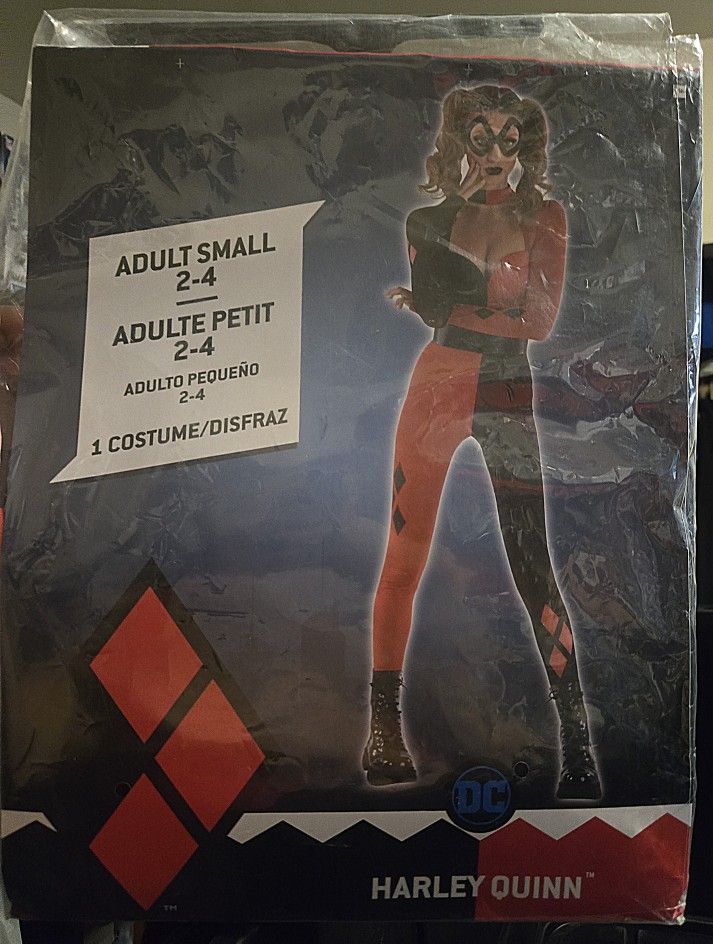 ADULT SMALL
2-4
ADULTE PETIT
2-4
ADULTO PEQUEÑO
2-4
1 COSTUME/DISFRAZ
DC
HARLEY QUINN™
TM